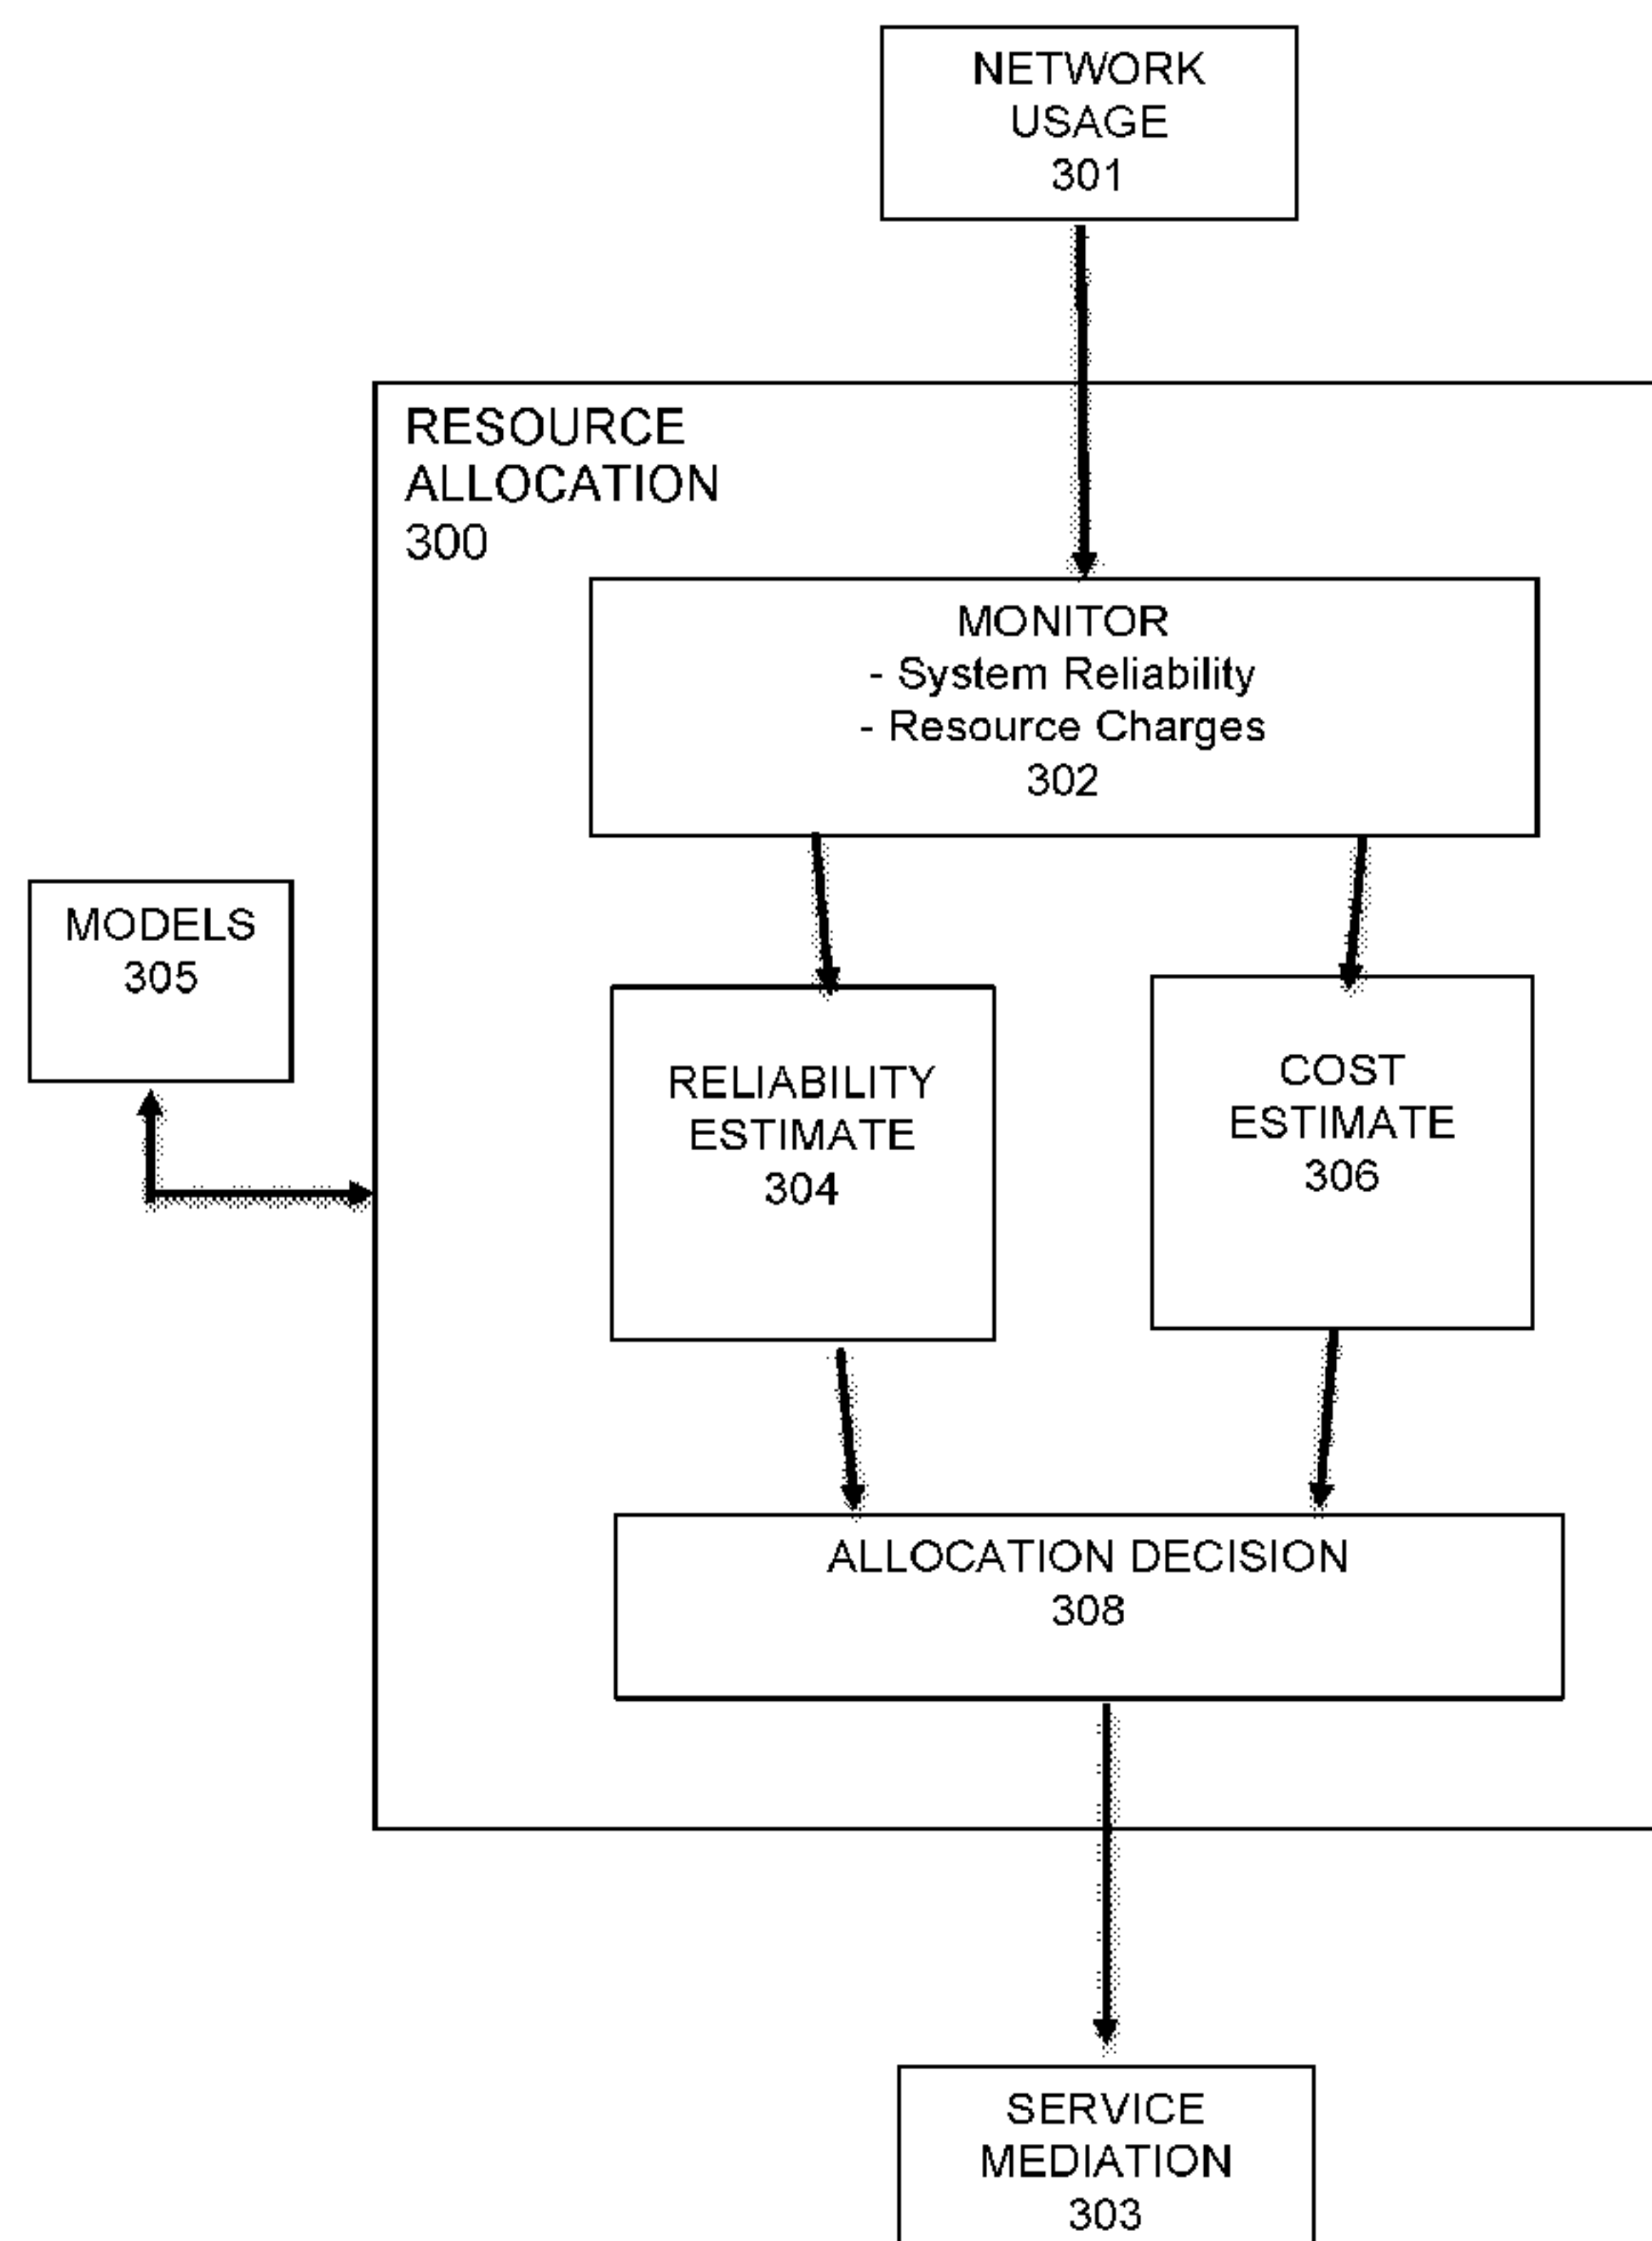 NETWORK
USAGE
301
RESOURCE
ALLOCATION
300
MONITOR
- System Reliability
- Resource Charges
302
MODELS
305
RELIABILITY
ESTIMATE
304
COST
ESTIMATE
306
ALLOCATION DECISION
308
SERVICE
MEDIATION
303